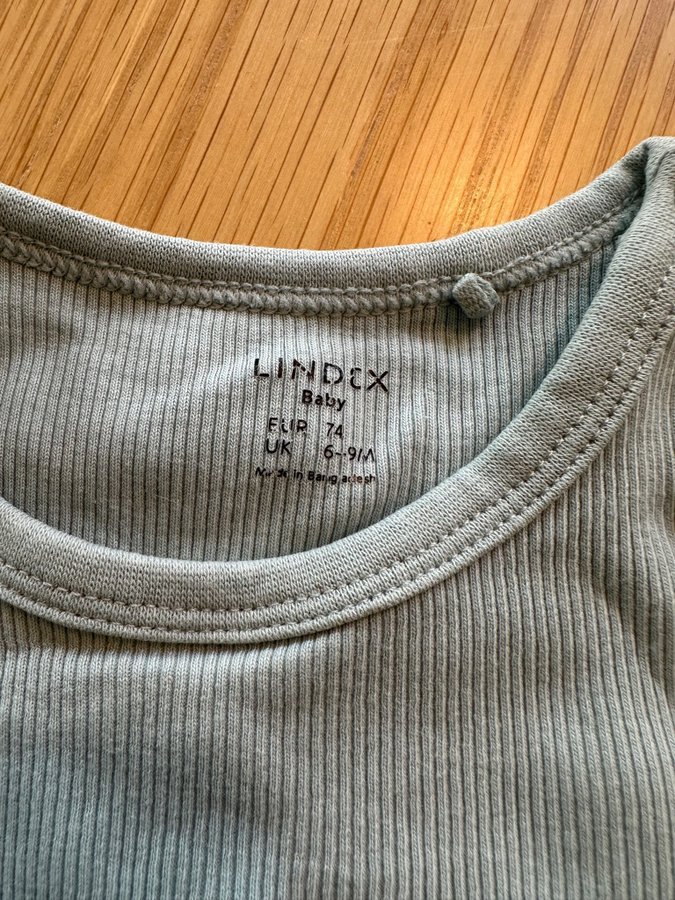 LINDEX
Baby
EUR 74
UK 6-9M
Made in Bangladesh